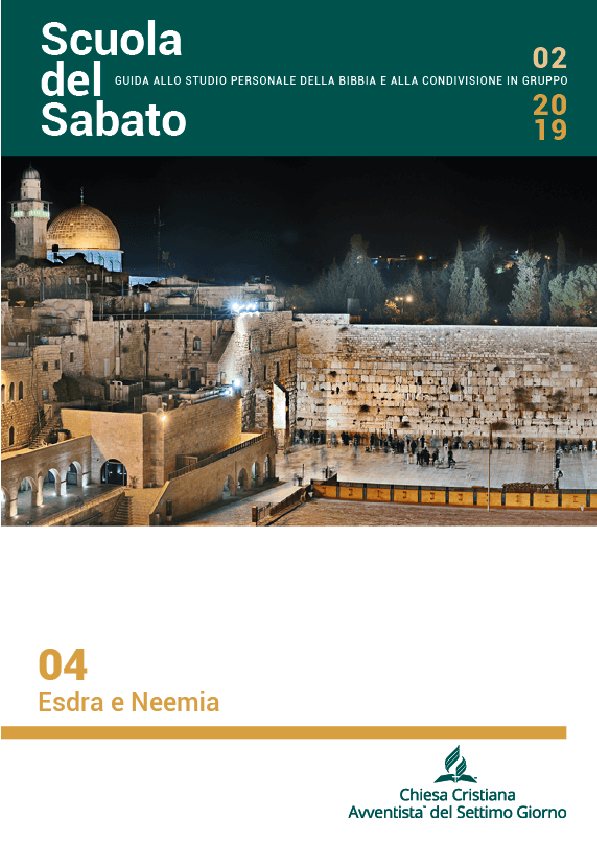 Scuola
del
Sabato
GUIDA ALLO STUDIO PERSONALE DELLA BIBBIA E ALLA CONDIVISIONE IN GRUPPO
02
20
19
04
Esdra e Neemia
Chiesa Cristiana
Avventista® del Settimo Giorno